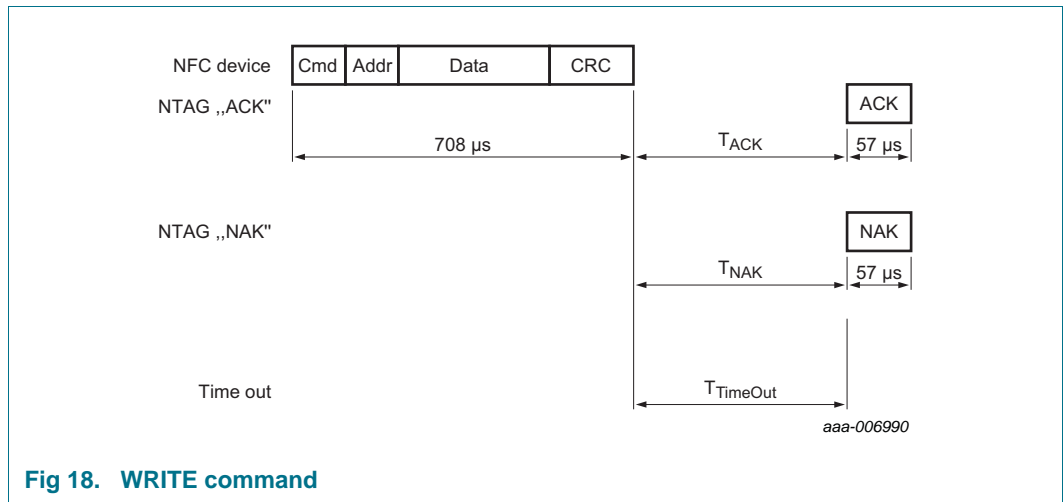 NFC device Cmd Addr Data CRC
NTAG ,,ACK" ACK
708 µs TACK 57 µs
NTAG ,,NAK" NAK
TNAK 57 µs
Time out TTimeOut
aaa-006990
Fig 18. WRITE command